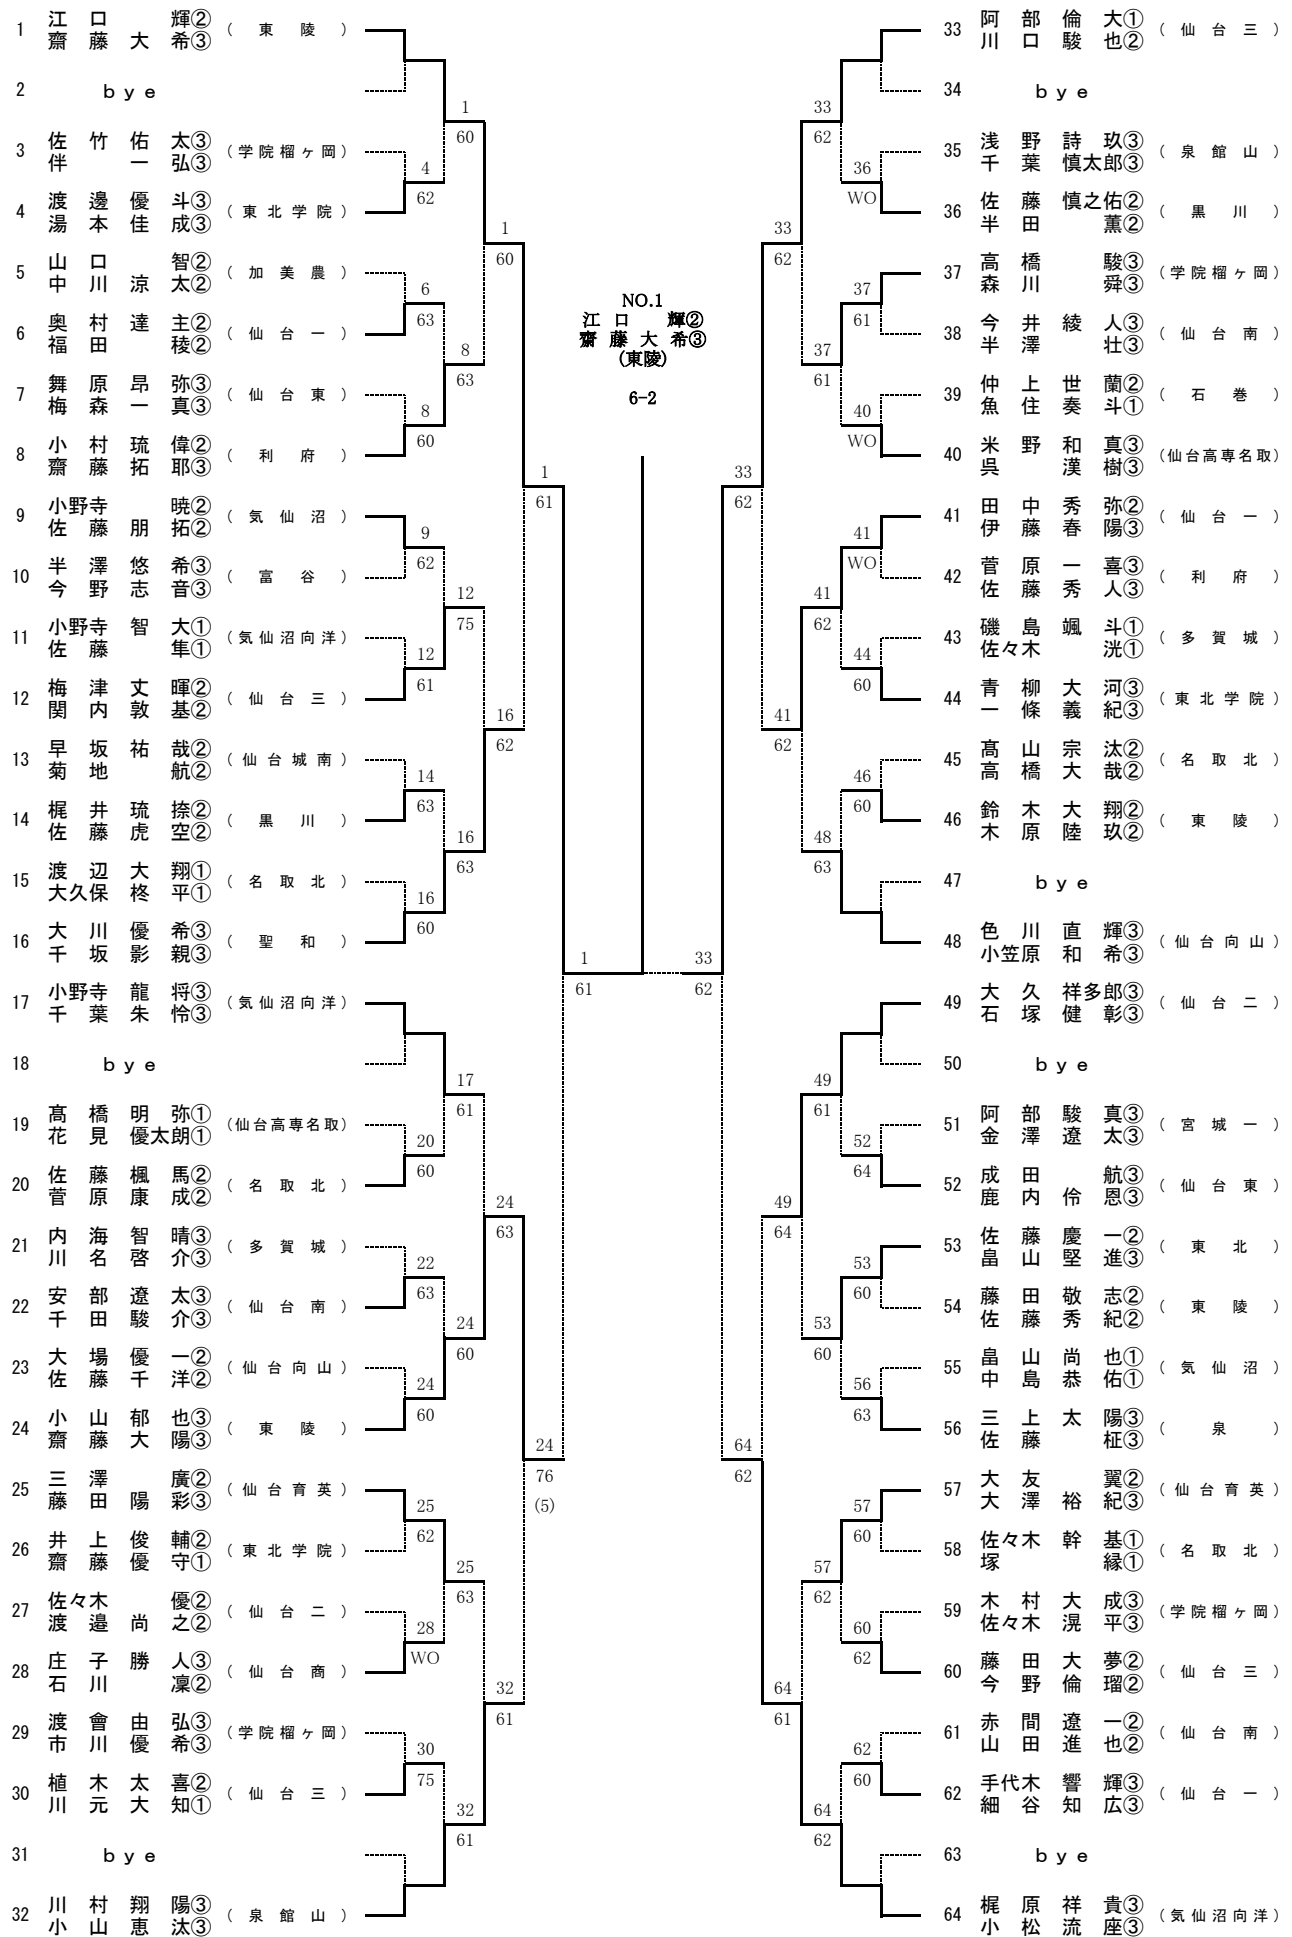 1 江口 輝② 齋藤大希③ （東陵）
2 bye
3 佐竹佑太③ 伴 一弘③ （学院榴ヶ岡）
4 渡邊優斗③ 湯本佳成③ （東北学院）
5 山口 智② 中川涼太② （加美農）
6 奥村達主② 福田 稜② （仙台一）
7 舞原昂弥③ 梅森一真③ （仙台東）
8 小村琉偉② 齋藤拓耶③ （利府）
9 小野寺 暁② 佐藤朋拓② （気仙沼）
10 半澤悠希③ 今野志音③ （富谷）
11 小野寺智大① 佐藤 隼① （気仙沼向洋）
12 梅津丈暉② 関内敦基② （仙台三）
13 早坂祐哉② 菊地 航② （仙台城南）
14 梶井琉捺② 佐藤虎空② （黒川）
15 渡辺大翔① 大久保柊平① （名取北）
16 大川優希③ 千坂影親③ （聖和）
17 小野寺龍将③ 千葉朱怜③ （気仙沼向洋）
18 bye
19 髙橋明弥① 花見優太朗① （仙台高専名取）
20 佐藤楓馬② 菅原康成② （名取北）
21 内海智晴③ 川名啓介③ （多賀城）
22 安部遼太③ 千田駿介③ （仙台南）
23 大場優一② 佐藤千洋② （仙台向山）
24 小山郁也③ 齋藤大陽③ （東陵）
25 三澤 廣② 藤田陽彩③ （仙台育英）
26 井上俊輔② 齋藤優守① （東北学院）
27 佐々木 優② 渡邉尚之② （仙台二）
28 庄子勝人③ 石川 凜② （仙台商）
29 渡會由弘③ 市川優希③ （学院榴ヶ岡）
30 植木太喜② 川元大知① （仙台三）
31 bye
32 川村翔陽③ 小山恵汰③ （泉館山）
4 62
6 63
8 60
9 62
12 61
14 63
16 60
20 60
22 63
24 60
25 62
28 WO
30 75
1 60
8 63
12 75
16 63
17 61
24 60
25 63
32 61
1 60
16 62
24 63
32 61
1 61
24 76 (5)
1 61
NO.1
江口 輝②
齋藤大希③
(東陵)
6-2
33 62
33 62
64 62
33 62
41 62
49 64
64 61
33 62
37 61
41 62
48 63
49 61
53 60
57 62
64 62
36 WO
37 61
40 WO
41 WO
44 60
46 60
52 64
53 60
56 63
57 60
60 62
62 60
33 阿部倫大① 川口駿也② （仙台三）
34 bye
35 浅野詩玖③ 千葉慎太郎③ （泉館山）
36 佐藤慎之佑② 半田 薫② （黒川）
37 高橋 駿③ 森川 舜③ （学院榴ヶ岡）
38 今井綾人③ 半澤 壮③ （仙台南）
39 仲上世蘭② 魚住奏斗① （石巻）
40 米野和真③ 呉 漢樹③ （仙台高専名取）
41 田中秀弥② 伊藤春陽③ （仙台一）
42 菅原一喜③ 佐藤秀人③ （利府）
43 磯島颯斗① 佐々木 洸① （多賀城）
44 青柳大河③ 一條義紀③ （東北学院）
45 髙山宗汰② 高橋大哉② （名取北）
46 鈴木大翔② 木原陸玖② （東陵）
47 bye
48 色川直輝③ 小笠原和希③ （仙台向山）
49 大久祥多郎③ 石塚健彰③ （仙台二）
50 bye
51 阿部駿真③ 金澤遼太③ （宮城一）
52 成田 航③ 鹿内伶恩③ （仙台東）
53 佐藤慶一② 畠山堅進③ （東北）
54 藤田敬志② 佐藤秀紀② （東陵）
55 畠山尚也① 中島恭佑① （気仙沼）
56 三上太陽③ 佐藤 柾③ （泉）
57 大友 翼② 大澤裕紀③ （仙台育英）
58 佐々木幹基① 塚 縁① （名取北）
59 木村大成③ 佐々木滉平③ （学院榴ヶ岡）
60 藤田大夢② 今野倫瑠② （仙台三）
61 赤間遼一② 山田進也② （仙台南）
62 手代木響輝③ 細谷知広③ （仙台一）
63 bye
64 梶原祥貴③ 小松流座③ （気仙沼向洋）